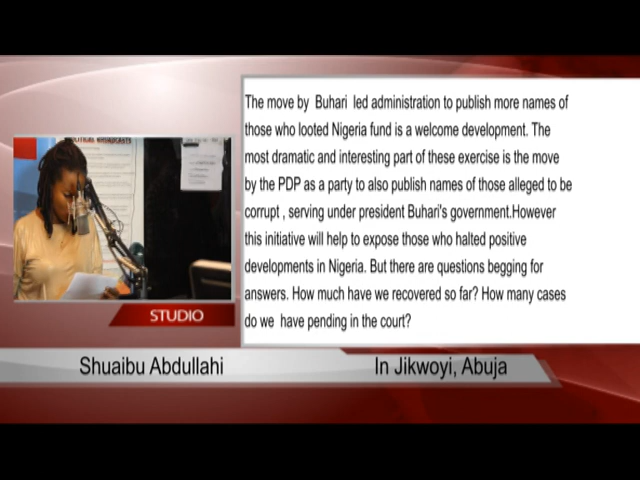 POLITICAL BROADCASTS
The move by Buhari led administration to publish more names of
those who looted Nigeria fund is a welcome development. The
most dramatic and interesting part of these exercise is the move
by the PDP as a party to also publish names of those alleged to be
corrupt , serving under president Buhari's government.However
this initiative will help to expose those who halted positive
developments in Nigeria. But there are questions begging for
answers. How much have we recovered so far? How many cases
do we have pending in the court?
STUDIO
Shuaibu Abdullahi
In Jikwoyi, Abuja